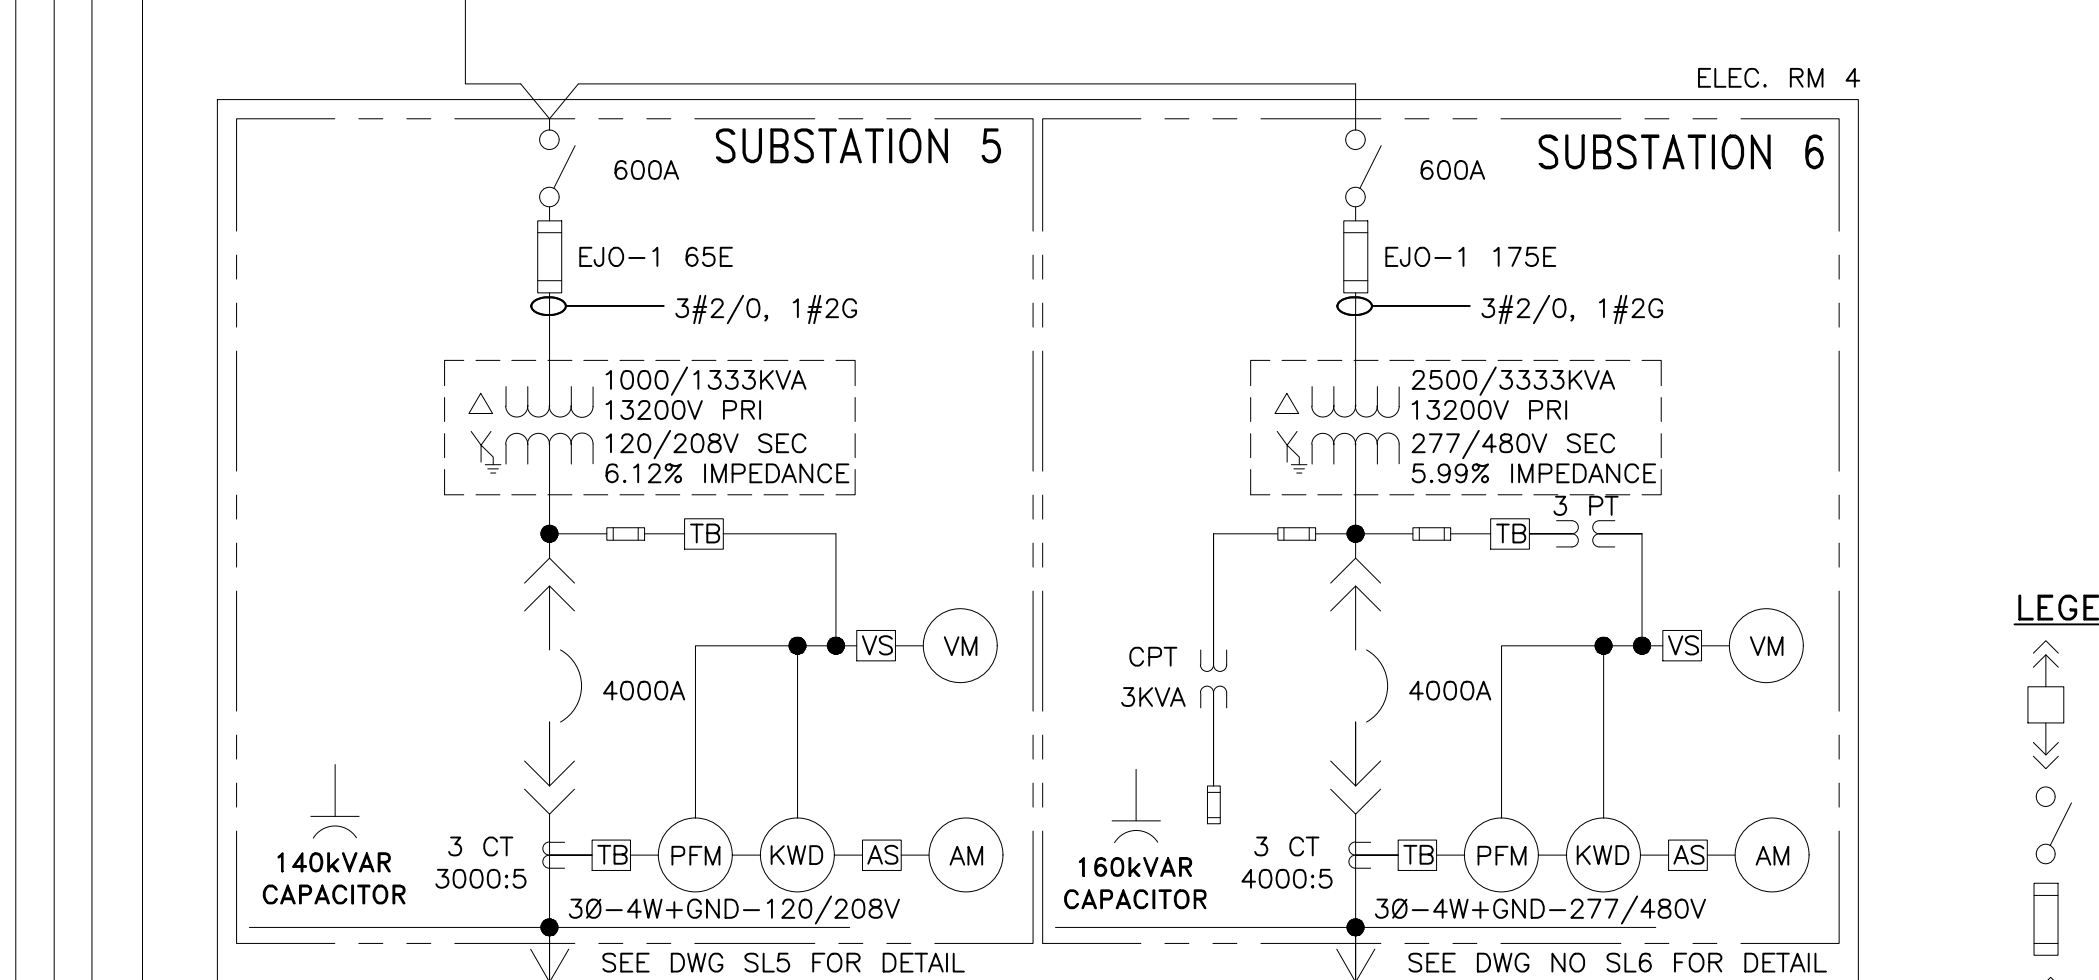 ELEC. RM 4
SUBSTATION 5
600A
EJO-1 65E
3#2/0, 1#2G
1000/1333KVA
13200V PRI
120/208V SEC
6.12% IMPEDANCE
TB
VS
VM
4000A
140kVAR
CAPACITOR
3 CT
3000:5
TB
PFM
KWD
AS
AM
3Ø-4W+GND-120/208V
SEE DWG SL5 FOR DETAIL
SUBSTATION 6
600A
EJO-1 175E
3#2/0, 1#2G
2500/3333KVA
13200V PRI
277/480V SEC
5.99% IMPEDANCE
3 PT
TB
VS
VM
CPT
3KVA
4000A
160kVAR
CAPACITOR
3 CT
4000:5
TB
PFM
KWD
AS
AM
3Ø-4W+GND-277/480V
SEE DWG NO SL6 FOR DETAIL
LEGE